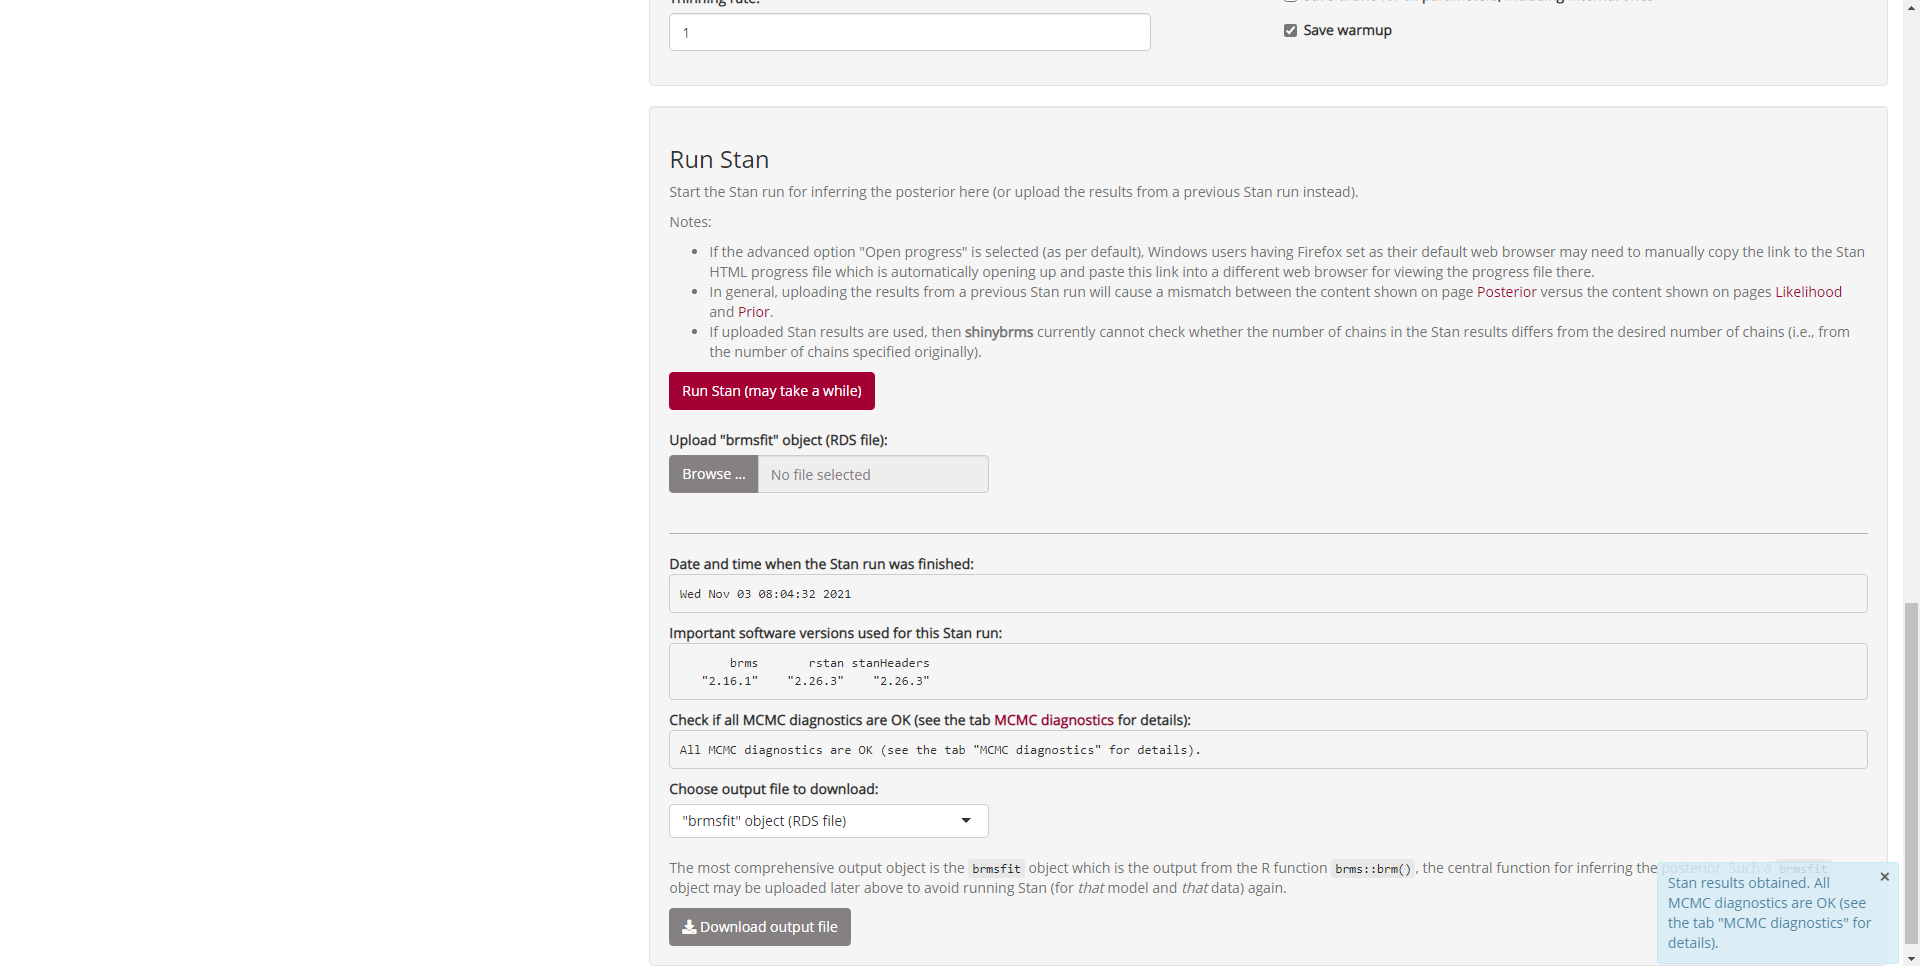 Thinning rate:
1
Save warmup
Run Stan
Start the Stan run for inferring the posterior here (or upload the results from a previous Stan run instead).
Notes:
If the advanced option "Open progress" is selected (as per default), Windows users having Firefox set as their default web browser may need to manually copy the link to the Stan
HTML progress file which is automatically opening up and paste this link into a different web browser for viewing the progress file there.
In general, uploading the results from a previous Stan run will cause a mismatch between the content shown on page Posterior versus the content shown on pages Likelihood
and Prior.
If uploaded Stan results are used, then shinybrms currently cannot check whether the number of chains in the Stan results differs from the desired number of chains (i.e., from
the number of chains specified originally).
Run Stan (may take a while)
Upload "brmsfit" object (RDS file):
Browse ... No file selected
Date and time when the Stan run was finished:
Wed Nov 03 08:04:32 2021
Important software versions used for this Stan run:
brms rstan stanHeaders
"2.16.1" "2.26.3" "2.26.3"
Check if all MCMC diagnostics are OK (see the tab MCMC diagnostics for details):
All MCMC diagnostics are OK (see the tab "MCMC diagnostics" for details).
Choose output file to download:
"brmsfit" object (RDS file)
The most comprehensive output object is the brmsfit object which is the output from the R function brms::brm(), the central function for inferring the posterior. Such a brmsfit
object may be uploaded later above to avoid running Stan (for that model and that data) again.
Download output file
Stan results obtained. All
MCMC diagnostics are OK (see
the tab "MCMC diagnostics" for
details).
×